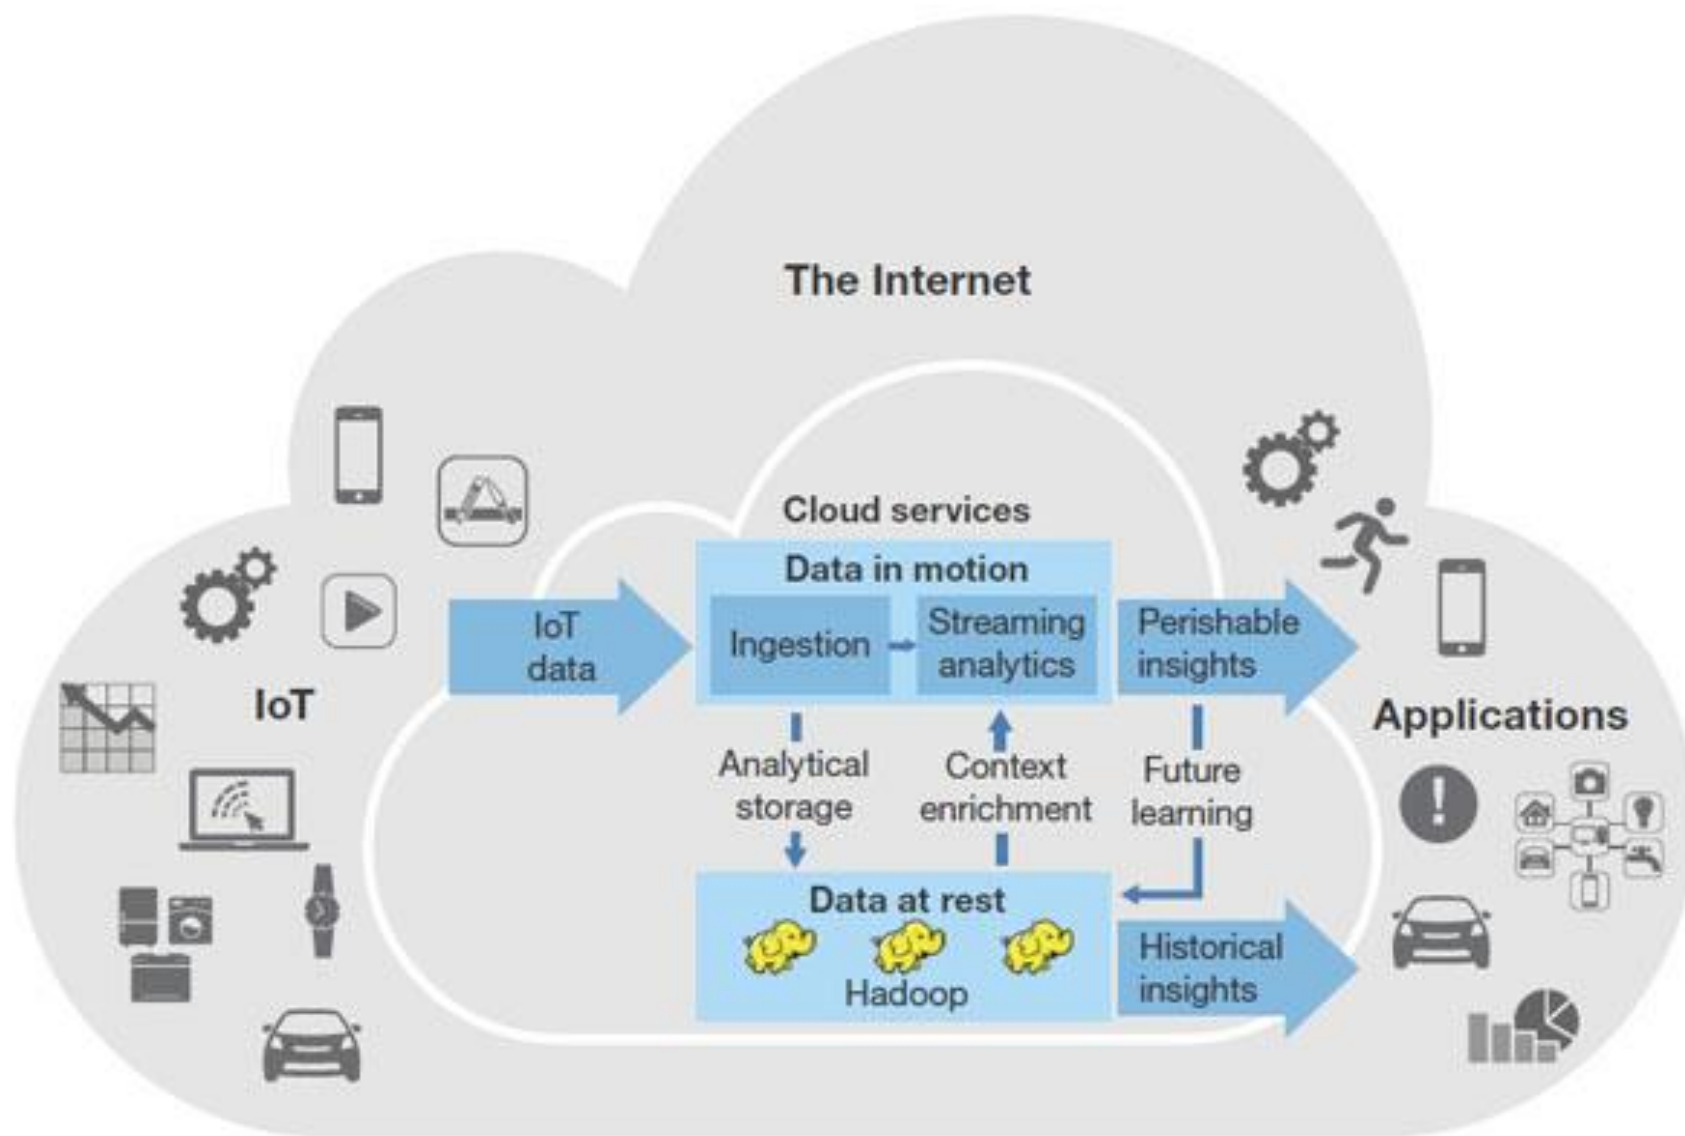 The Internet
Cloud services
Data in motion
IoT
data
Ingestion
Streaming
analytics
Perishable
insights
IoT
Applications
Analytical
storage
Context
enrichment
Future
learning
Data at rest
Hadoop
Historical
insights